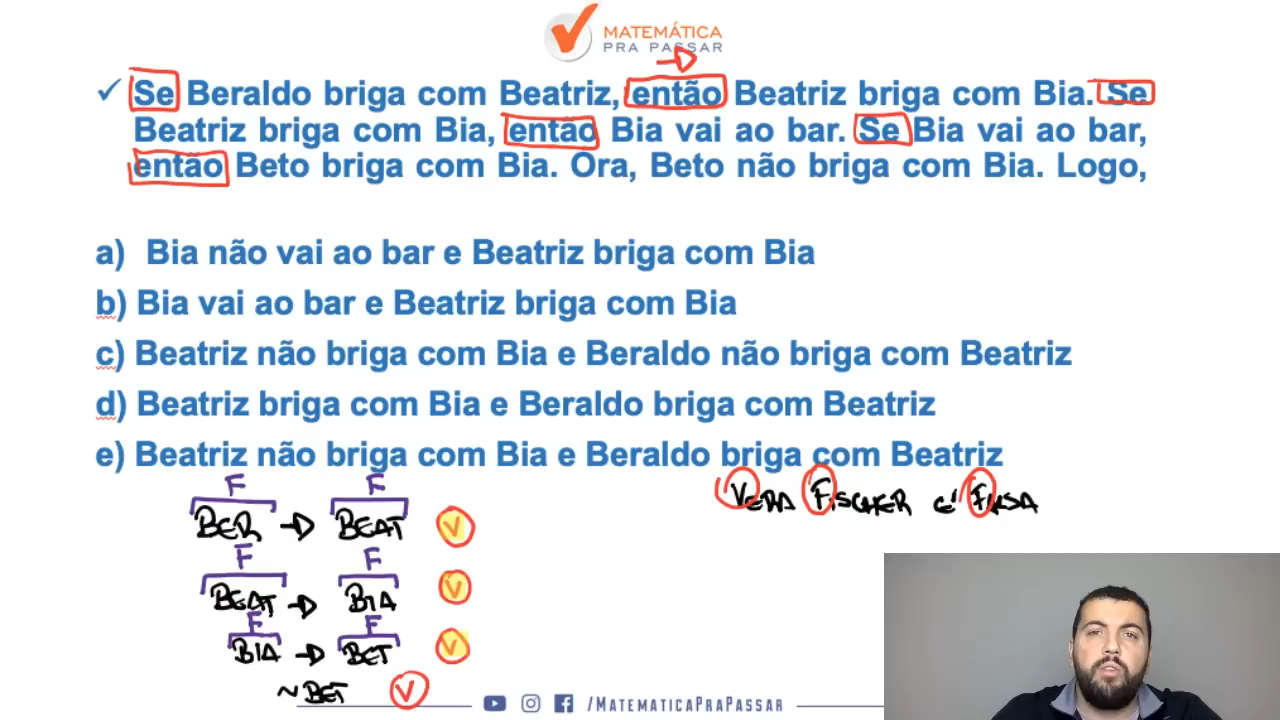 MATEMÁTICA
PRA PASSAR
✓ Se Beraldo briga com Beatriz, então Beatriz briga com Bia. Se
Beatriz briga com Bia, então Bia vai ao bar. Se Bia vai ao bar,
então Beto briga com Bia. Ora, Beto não briga com Bia. Logo,
a) Bia não vai ao bar e Beatriz briga com Bia
b) Bia vai ao bar e Beatriz briga com Bia
c) Beatriz não briga com Bia e Beraldo não briga com Beatriz
d) Beatriz briga com Bia e Beraldo briga com Beatriz
e) Beatriz não briga com Bia e Beraldo briga com Beatriz
F F
BER → BEAT V
VERA FISCHER É FALSA
F F
BEAT → BIA V
F F
BIA → BET V
~BET V
/MATEMATICAPRAPASSAR